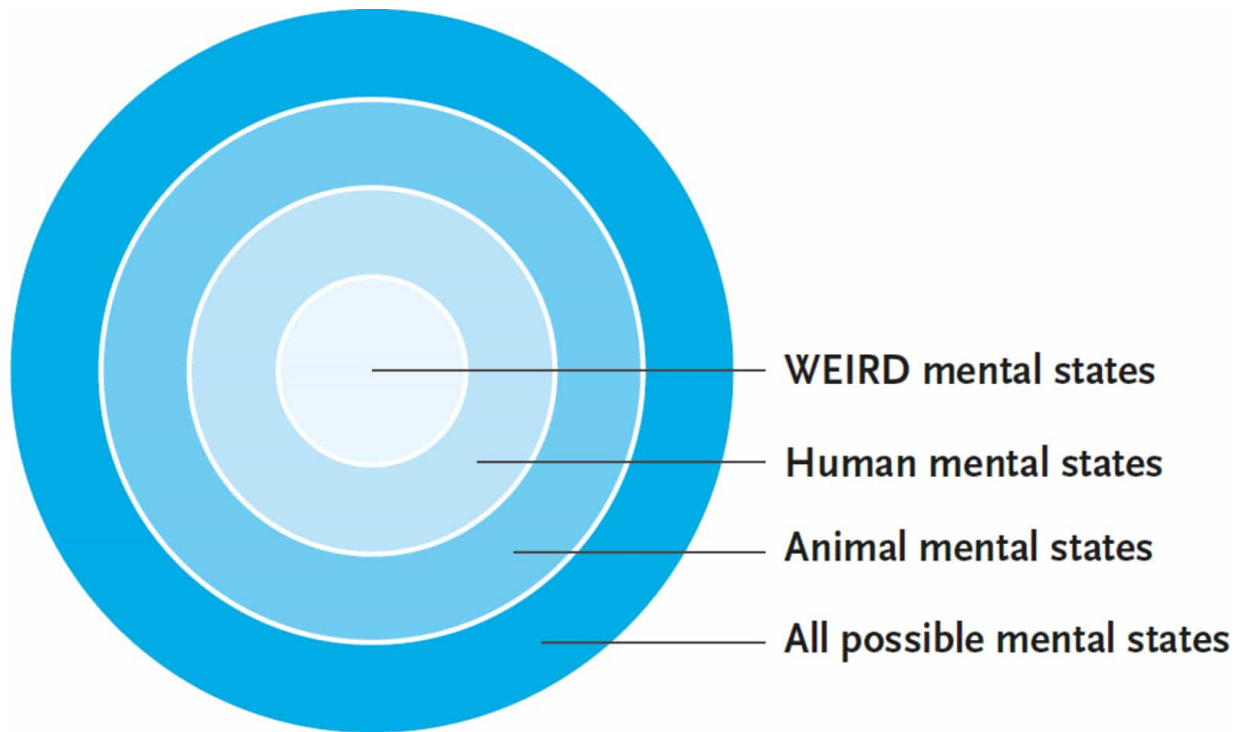 WEIRD mental states
Human mental states
Animal mental states
All possible mental states